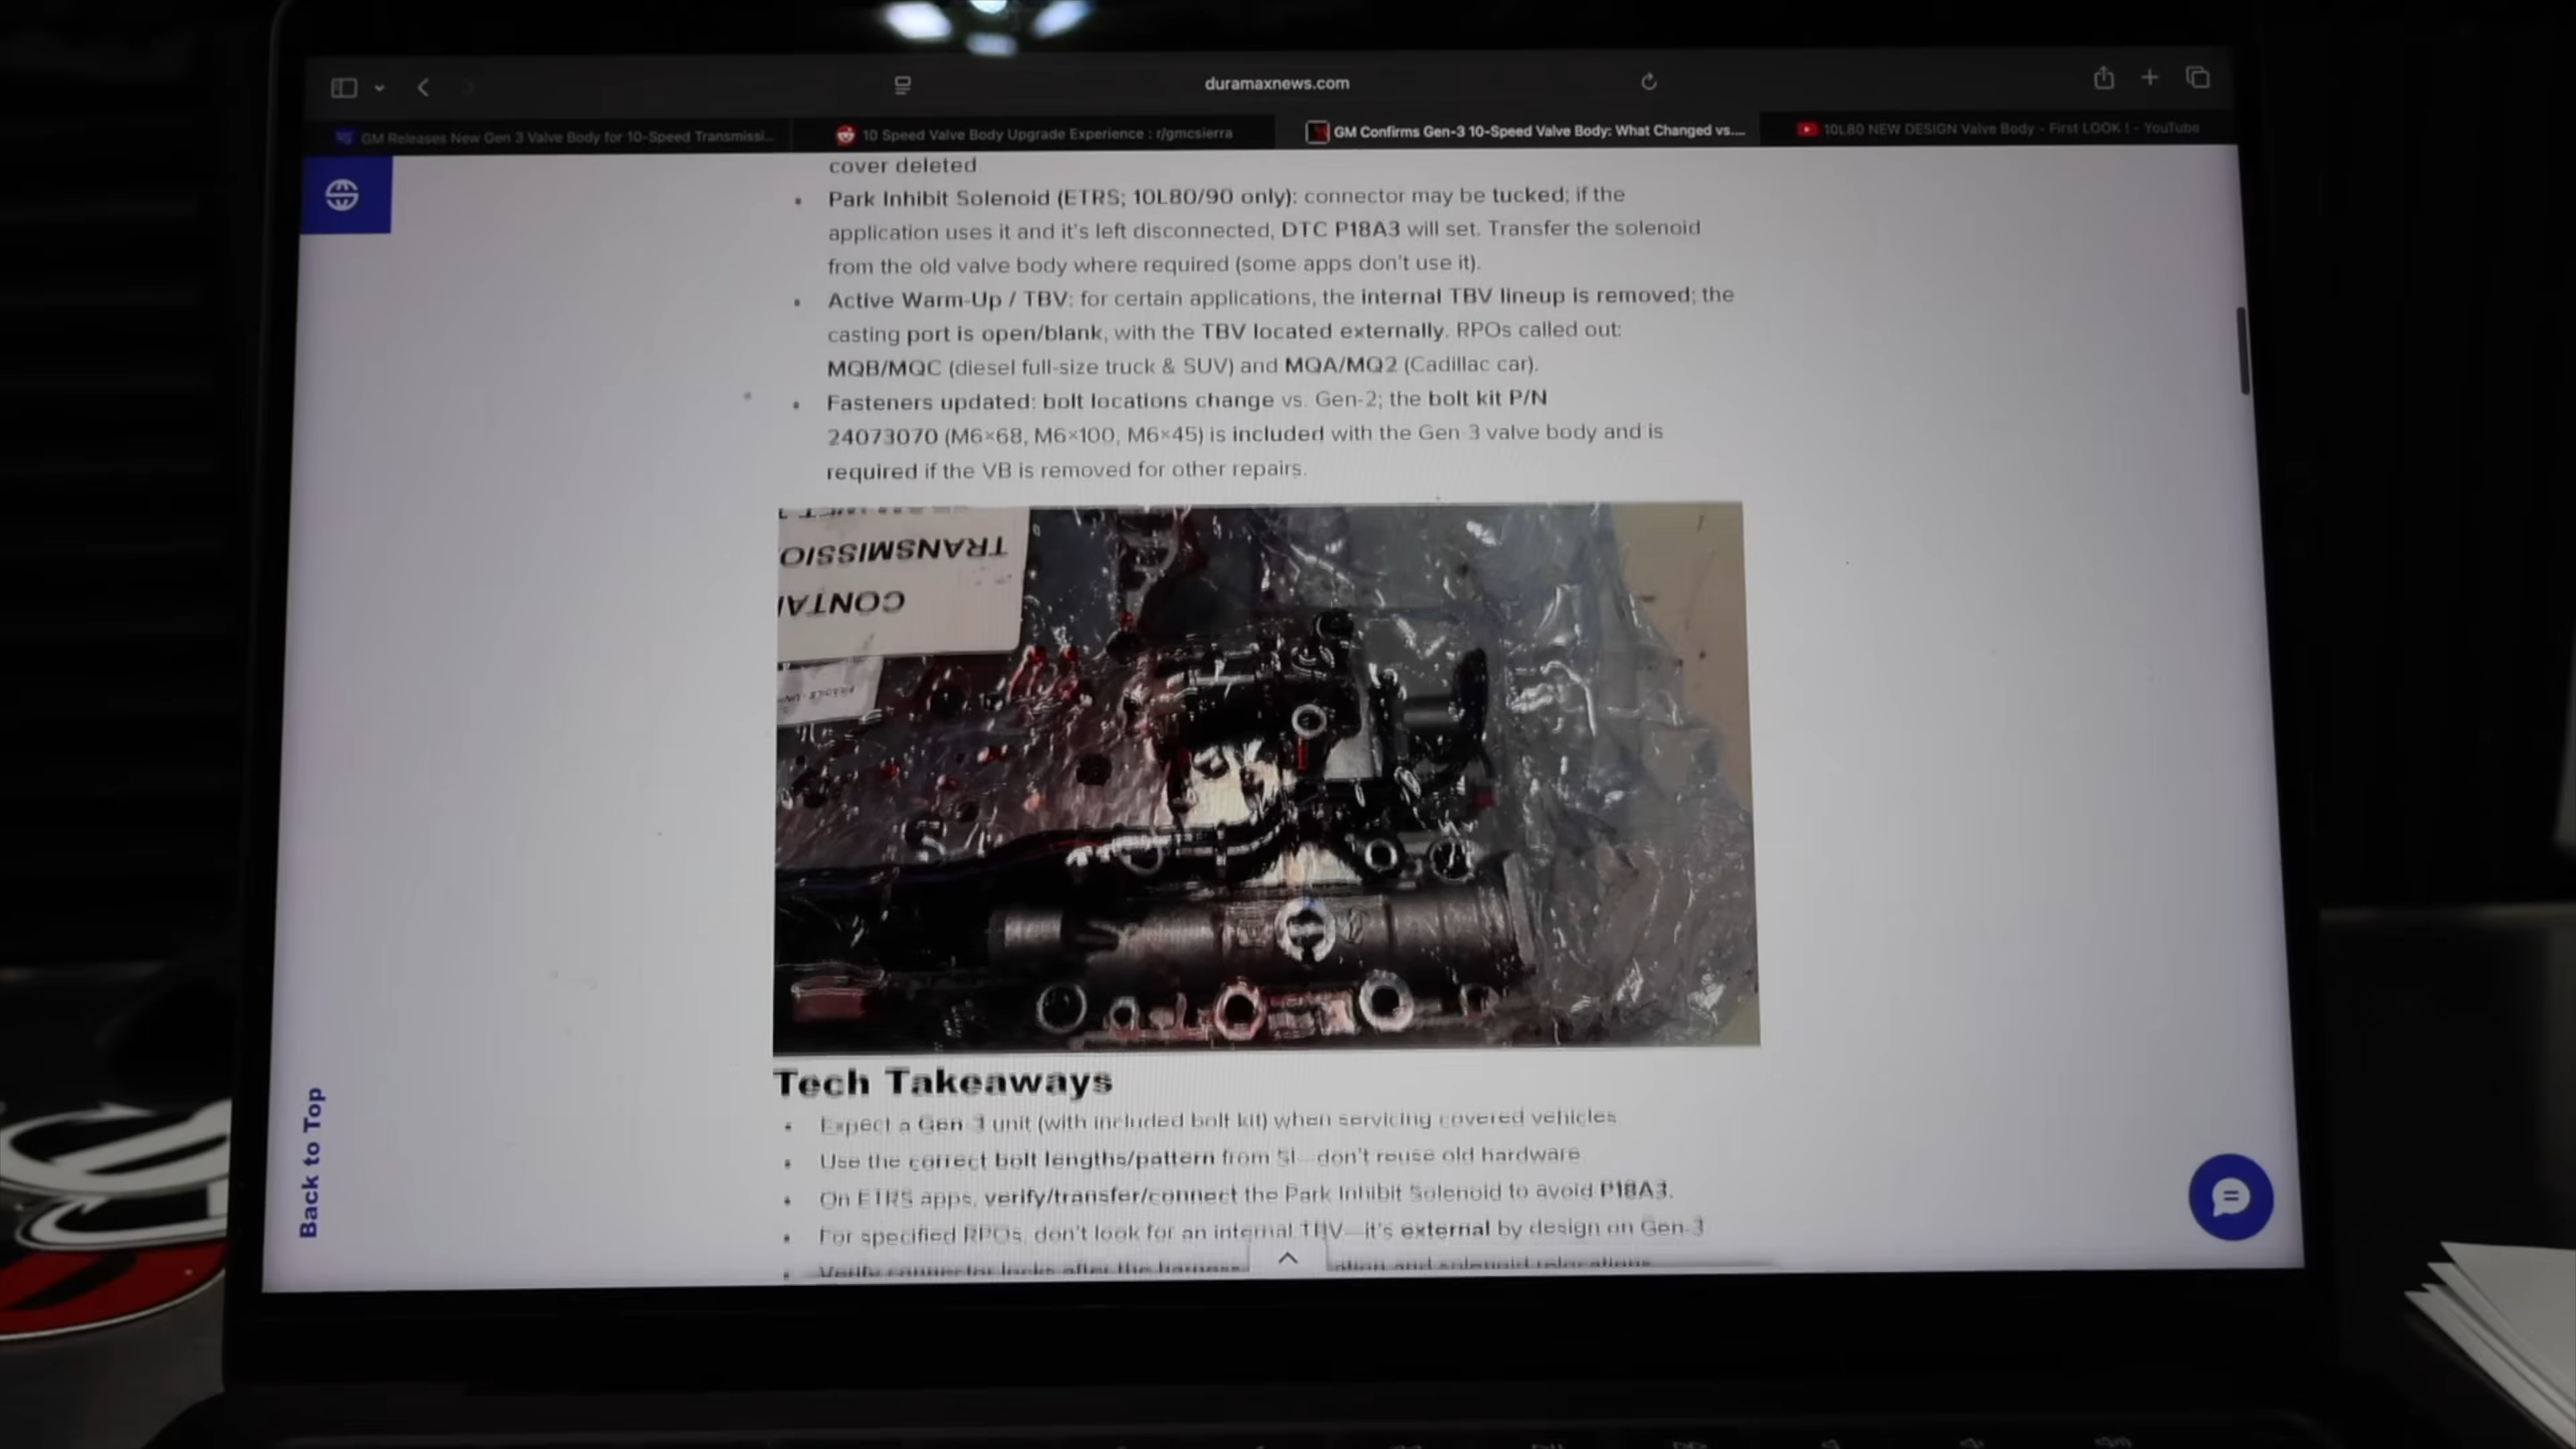 duramaxnews.com
GM Releases New Gen 3 Valve Body for 10-Speed Transmissi...
10 Speed Valve Body Upgrade Experience : r/gmcsierra
GM Confirms Gen-3 10-Speed Valve Body: What Changed vs....
10L80 NEW DESIGN Valve Body - First LOOK ! - YouTube
cover deleted
Park Inhibit Solenoid (ETRS; 10L80/90 only): connector may be tucked; if the
application uses it and it's left disconnected, DTC P18A3 will set. Transfer the solenoid
from the old valve body where required (some apps don't use it).
Active Warm-Up / TBV: for certain applications, the internal TBV lineup is removed; the
casting port is open/blank, with the TBV located externally. RPOs called out:
MQB/MQC (diesel full-size truck & SUV) and MQA/MQ2 (Cadillac car).
Fasteners updated: bolt locations change vs. Gen-2; the bolt kit P/N
24073070 (M6×68, M6×100, M6×45) is included with the Gen-3 valve body and is
required if the VB is removed for other repairs.
TRANSMISSIO
CONTA
Tech Takeaways
Expect a Gen-3 unit (with included bolt kit) when servicing covered vehicles
Use the correct bolt lengths/pattern from SI—don't reuse old hardware
On ETRS apps, verify/transfer/connect the Park Inhibit Solenoid to avoid P18A3.
For specified RPOs, don't look for an internal TBV—it's external by design on Gen-3
Verify connector locks after the harness
and solenoid relocations
Back to Top